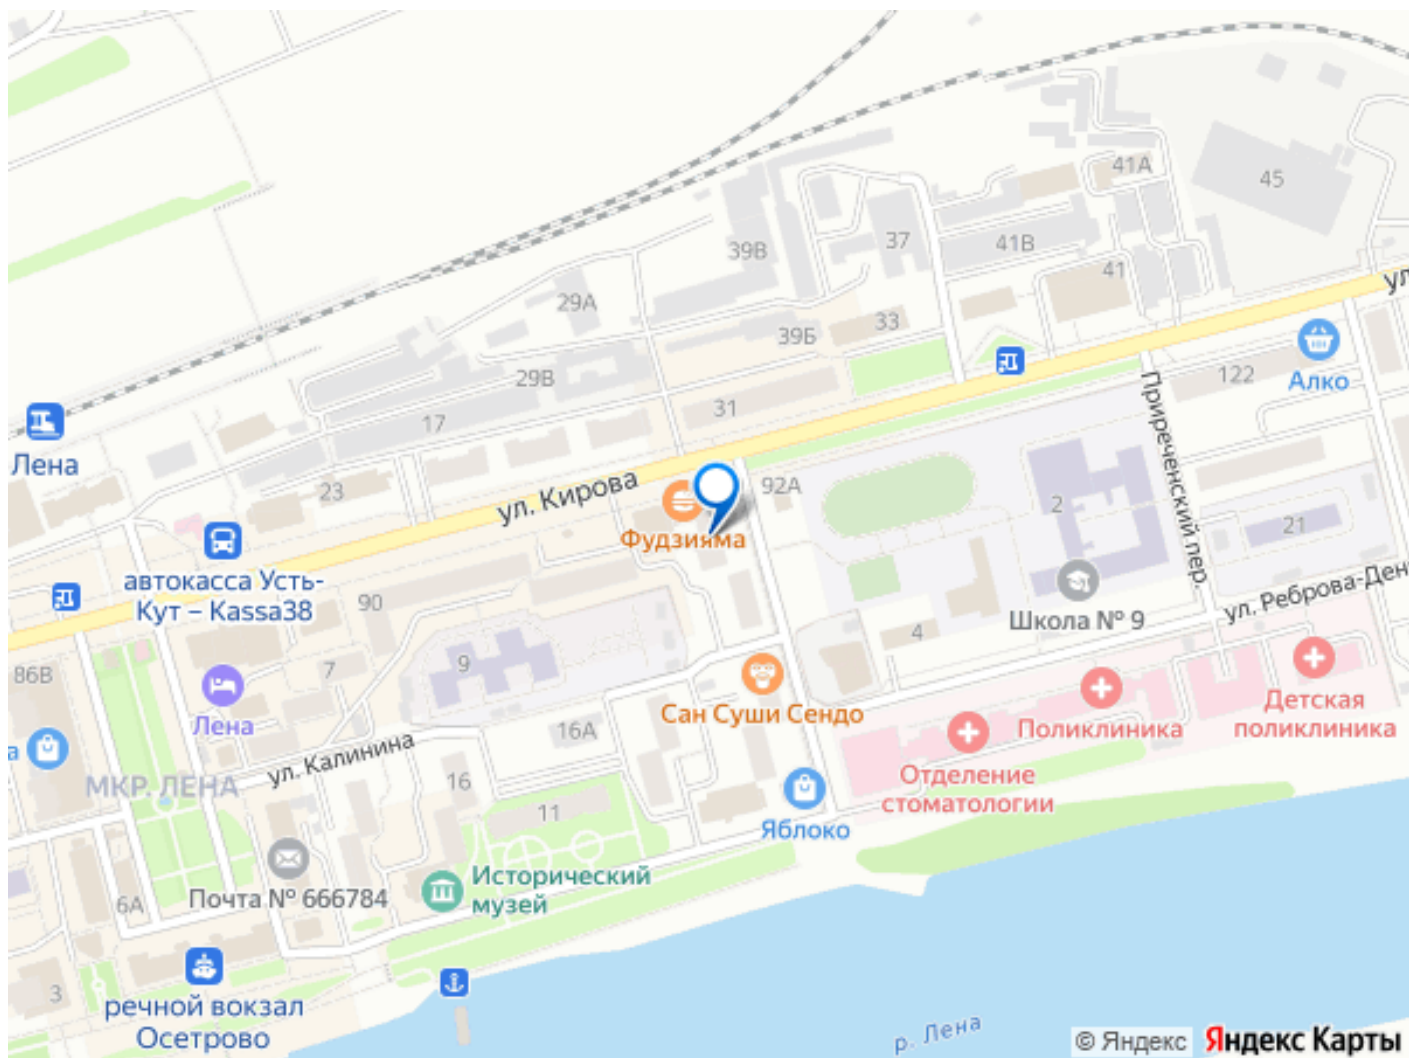 45
41А
41В
41
37
39В
29А
33
39Б
29В
31
17
23
ул
Алко
122
Лена
ул. Кирова
92А
Приреченский пер.
2
21
Фудзияма
автокасса Усть-
Кут – Kassa38
90
Школа № 9
ул. Реброва-Ден
4
86В
7
9
Лена
Сан Суши Сендо
Поликлиника
Детская
поликлиника
а
ул. Калинина
16А
16
МКР. ЛЕНА
11
Отделение
стоматологии
Яблоко
Исторический
музей
Почта № 666784
6А
3
речной вокзал
Осетрово
р. Лена
© Яндекс Яндекс Карты